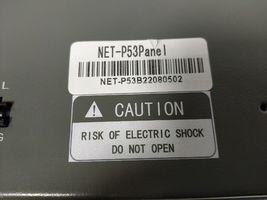 NET-P53Panel
NET-P53B22080502
L
CAUTION
G
RISK OF ELECTRIC SHOCK
DO NOT OPEN